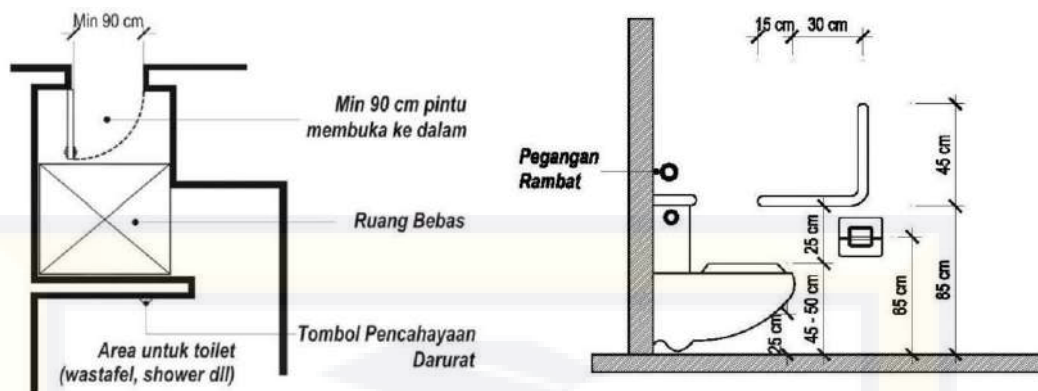 Min 90 cm
Min 90 cm pintu
membuka ke dalam
Ruang Bebas
Tombol Pencahayaan
Darurat
Area untuk toilet
(wastafel, shower dll)
15 cm
30 cm
Pegangan
Rambat
45 cm
25 cm
65 cm
65 cm
45 - 50 cm
25 cm